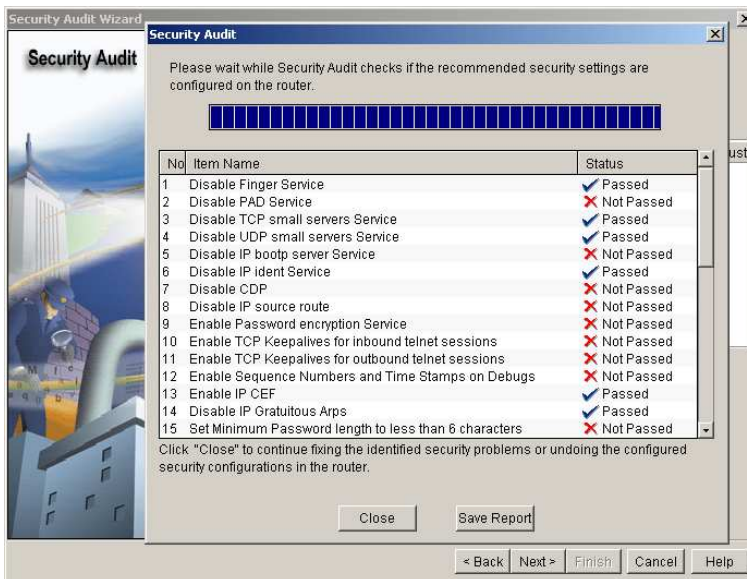 Security Audit Wizard
Security Audit
Security Audit
Please wait while Security Audit checks if the recommended security settings are
configured on the router.
No Item Name Status
1 Disable Finger Service Passed
2 Disable PAD Service Not Passed
3 Disable TCP small servers Service Passed
4 Disable UDP small servers Service Passed
5 Disable IP bootp server Service Not Passed
6 Disable IP ident Service Passed
7 Disable CDP Not Passed
8 Disable IP source route Not Passed
9 Enable Password encryption Service Not Passed
10 Enable TCP Keepalives for inbound telnet sessions Not Passed
11 Enable TCP Keepalives for outbound telnet sessions Not Passed
12 Enable Sequence Numbers and Time Stamps on Debugs Not Passed
13 Enable IP CEF Passed
14 Disable IP Gratuitous Arps Passed
15 Set Minimum Password length to less than 6 characters Not Passed
Click "Close" to continue fixing the identified security problems or undoing the configured
security configurations in the router.
Close Save Report
< Back Next > Finish Cancel Help